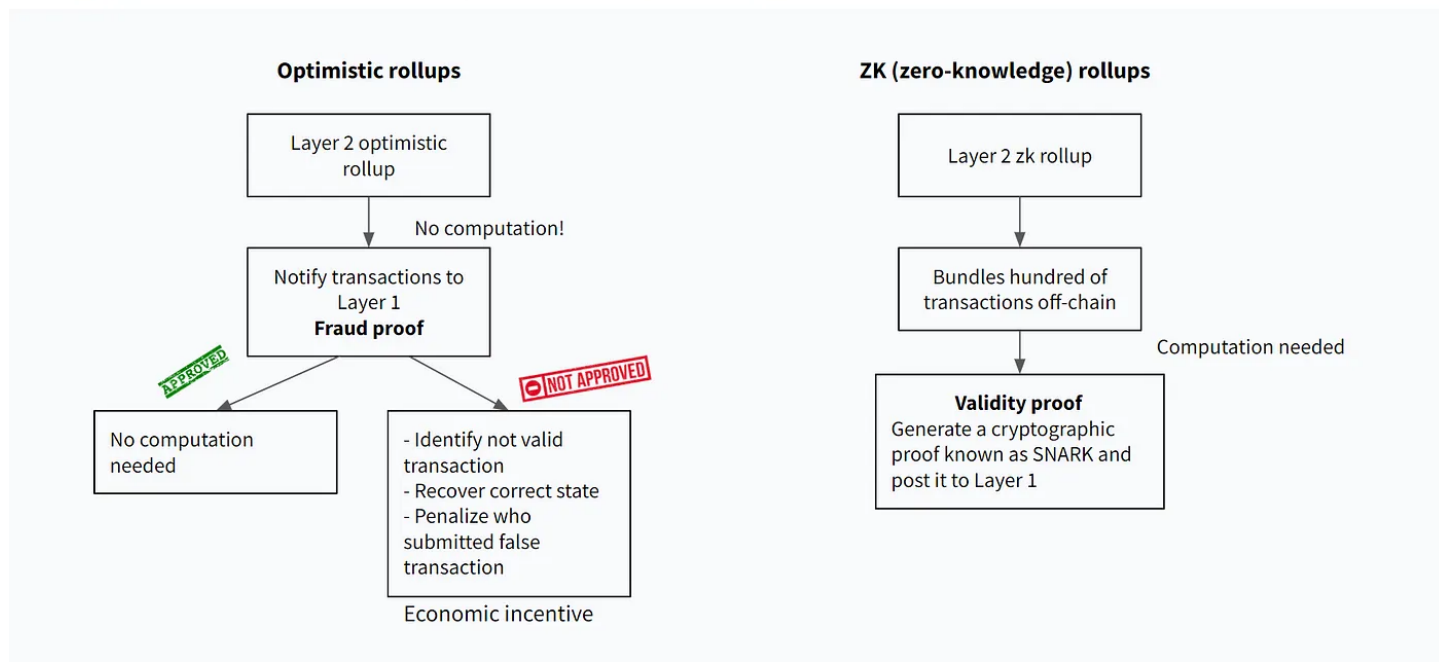 Optimistic rollups
Layer 2 optimistic
rollup
No computation!
Notify transactions to
Layer 1
Fraud proof
APPROVED
NOT APPROVED
No computation
needed
- Identify not valid
transaction
- Recover correct state
- Penalize who
submitted false
transaction
Economic incentive
ZK (zero-knowledge) rollups
Layer 2 zk rollup
Bundles hundred of
transactions off-chain
Computation needed
Validity proof
Generate a cryptographic
proof known as SNARK and
post it to Layer 1